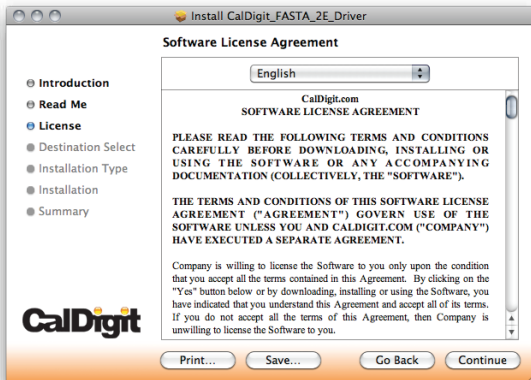 Install CalDigit_FASTA_2E_Driver
Software License Agreement
Introduction
Read Me
License
Destination Select
Installation Type
Installation
Summary
CalDigit
English
CalDigit.com
SOFTWARE LICENSE AGREEMENT
PLEASE READ THE FOLLOWING TERMS AND CONDITIONS
CAREFULLY BEFORE DOWNLOADING, INSTALLING OR
USING THE SOFTWARE OR ANY ACCOMPANYING
DOCUMENTATION (COLLECTIVELY, THE "SOFTWARE").
THE TERMS AND CONDITIONS OF THIS SOFTWARE LICENSE
AGREEMENT ("AGREEMENT") GOVERN USE OF THE
SOFTWARE UNLESS YOU AND CALDIGIT.COM ("COMPANY")
HAVE EXECUTED A SEPARATE AGREEMENT.
Company is willing to license the Software to you only upon the condition
that you accept all the terms contained in this Agreement. By clicking on the
"Yes" button below or by downloading, installing or using the Software, you
have indicated that you understand this Agreement and accept all of its terms.
If you do not accept all the terms of this Agreement, then Company is
unwilling to license the Software to you.
Print...
Save...
Go Back
Continue